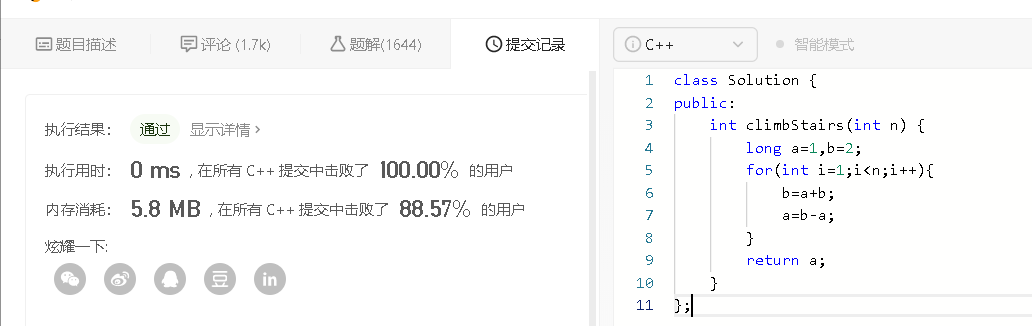 题目描述 评论 (1.7k) 题解(1644) 提交记录
执行结果： 通过 显示详情 ›
执行用时： 0 ms , 在所有 C++ 提交中击败了 100.00% 的用户
内存消耗： 5.8 MB , 在所有 C++ 提交中击败了 88.57% 的用户
炫耀一下:
豆 in
C++ 智能模式
1 class Solution {
2 public:
3     int climbStairs(int n) {
4         long a=1,b=2;
5         for(int i=1;i<n;i++){
6             b=a+b;
7             a=b-a;
8         }
9         return a;
10     }
11 };